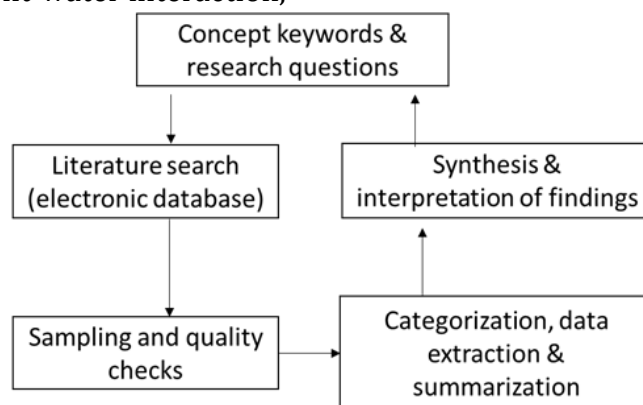 Concept keywords &
research questions
Literature search
(electronic database)
Synthesis &
interpretation of findings
Sampling and quality
checks
Categorization, data
extraction &
summarization